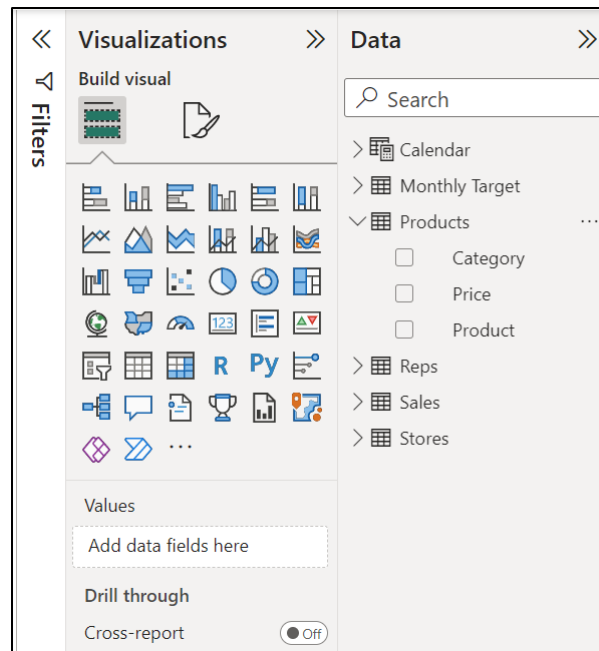 Filters
Visualizations
Build visual
123
R
Py
...
Values
Add data fields here
Drill through
Cross-report
Off
Data
Search
Calendar
Monthly Target
Products
...
Category
Price
Product
Reps
Sales
Stores